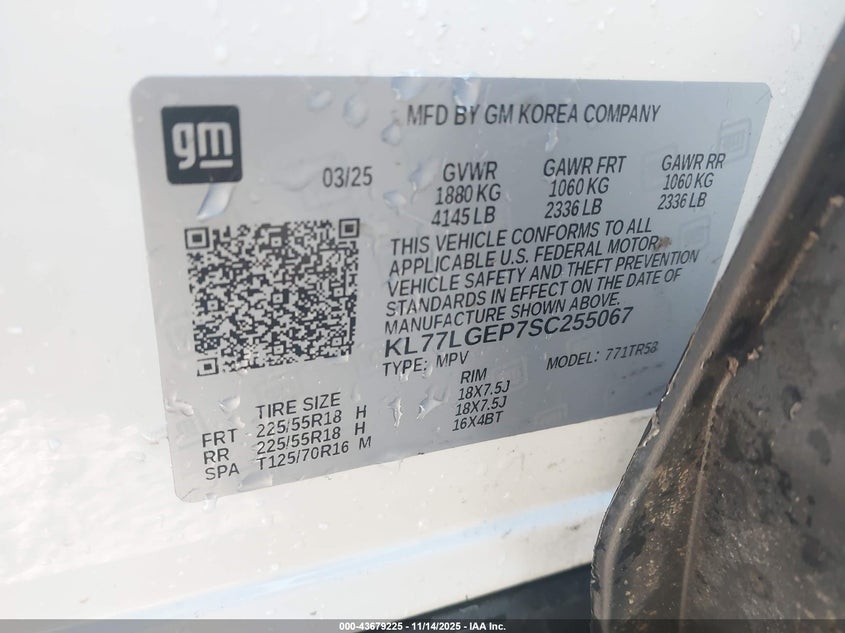 gm
MFD BY GM KOREA COMPANY
03/25
GVWR
1880 KG
4145 LB
GAWR FRT
1060 KG
2336 LB
GAWR RR
1060 KG
2336 LB
THIS VEHICLE CONFORMS TO ALL
APPLICABLE U.S. FEDERAL MOTOR
VEHICLE SAFETY AND THEFT PREVENTION
STANDARDS IN EFFECT ON THE DATE OF
MANUFACTURE SHOWN ABOVE.
KL77LGEP7SC255067
TYPE: MPV MODEL: 771TR58
TIRE SIZE RIM
FRT 225/55R18 H 18X7.5J
RR 225/55R18 H 18X7.5J
SPA T125/70R16 M 16X4BT
000-43679225 - 11/14/2025 - IAA Inc.